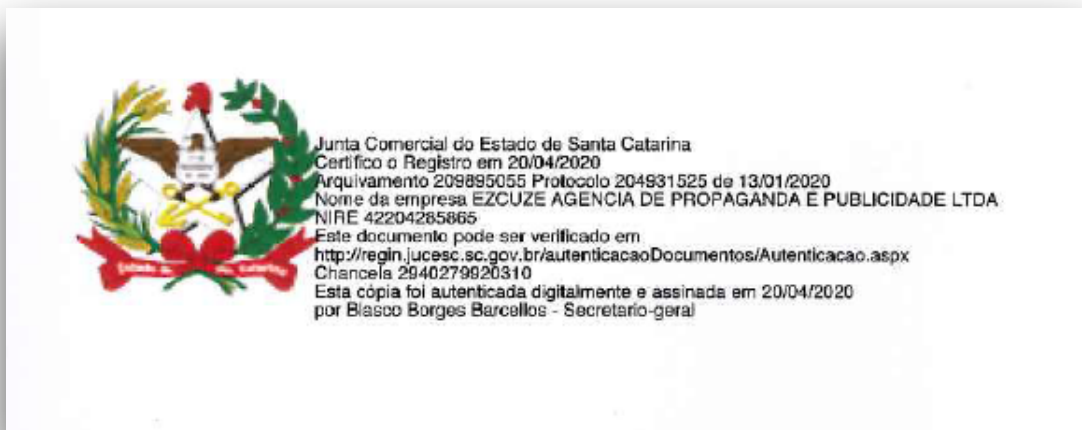 Junta Comercial do Estado de Santa Catarina
Certifico o Registro em 20/04/2020
Arquivamento 209895055 Protocolo 204931525 de 13/01/2020
Nome da empresa EZCUZE AGENCIA DE PROPAGANDA E PUBLICIDADE LTDA
NIRE 42204285865
Este documento pode ser verificado em
http://regin.jucesc.sc.gov.br/autenticacaoDocumentos/Autenticacao.aspx
Chancela 2940279920310
Esta cópia foi autenticada digitalmente e assinada em 20/04/2020
por Blasco Borges Barcellos - Secretario-geral